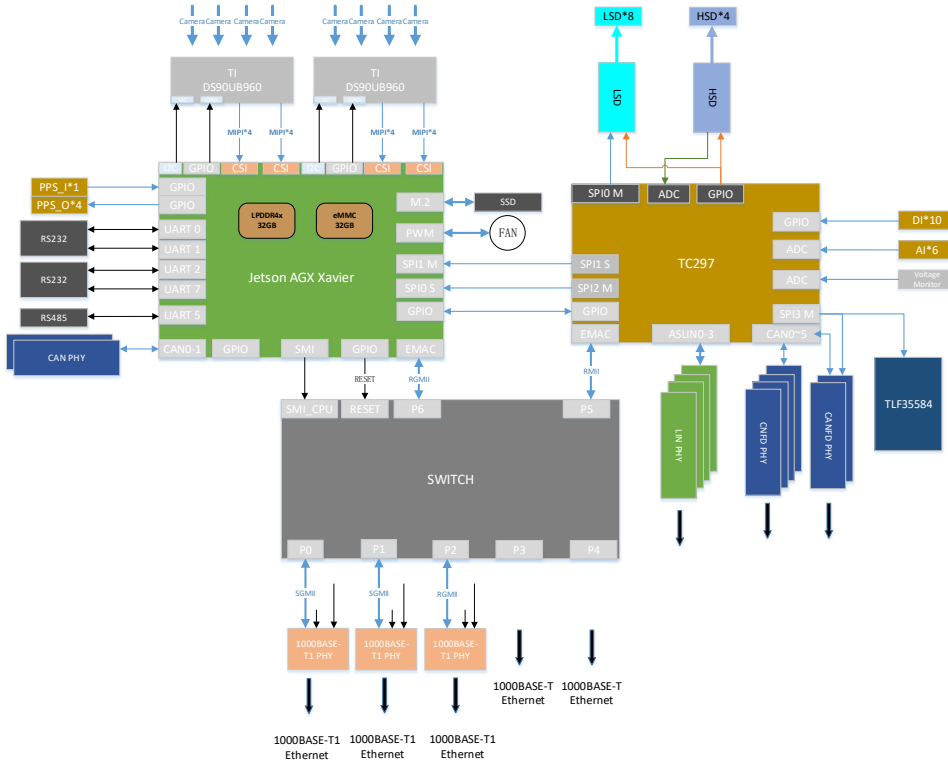 Camera Camera Camera Camera
Camera Camera Camera Camera
LSD*8
HSD*4
TI
DS90UB960
TI
DS90UB960
LSD
HSD
MIPI*4
MIPI*4
MIPI*4
MIPI*4
GPIO
CSI
CSI
I2C
GPIO
CSI
CSI
PPS_I*1
PPS_O*4
GPIO
GPIO
LPDDR4x
32GB
eMMC
32GB
M.2
SSD
PWM
FAN
SPI0 M
ADC
GPIO
RS232
UART 0
UART 1
RS232
UART 2
UART 7
RS485
UART 5
Jetson AGX Xavier
SPI1 M
SPI0 S
GPIO
SPI1 S
SPI2 M
GPIO
TC297
GPIO
DI*10
ADC
AI*6
ADC
Voltage
Monitor
SPI3 M
CAN PHY
CAN0-1
GPIO
SMI
GPIO
EMAC
EMAC
ASLIN0-3
CAN0~5
RESET
RGMII
RMII
SMI_CPU
RESET
P6
P5
LIN PHY
CNFD PHY
CANFD PHY
TLF35584
SWITCH
P0
P1
P2
P3
P4
SGMII
SGMII
RGMII
1000BASE-
T1 PHY
1000BASE-
T1 PHY
1000BASE-
T1 PHY
1000BASE-T
Ethernet
1000BASE-T
Ethernet
1000BASE-T1
Ethernet
1000BASE-T1
Ethernet
1000BASE-T1
Ethernet